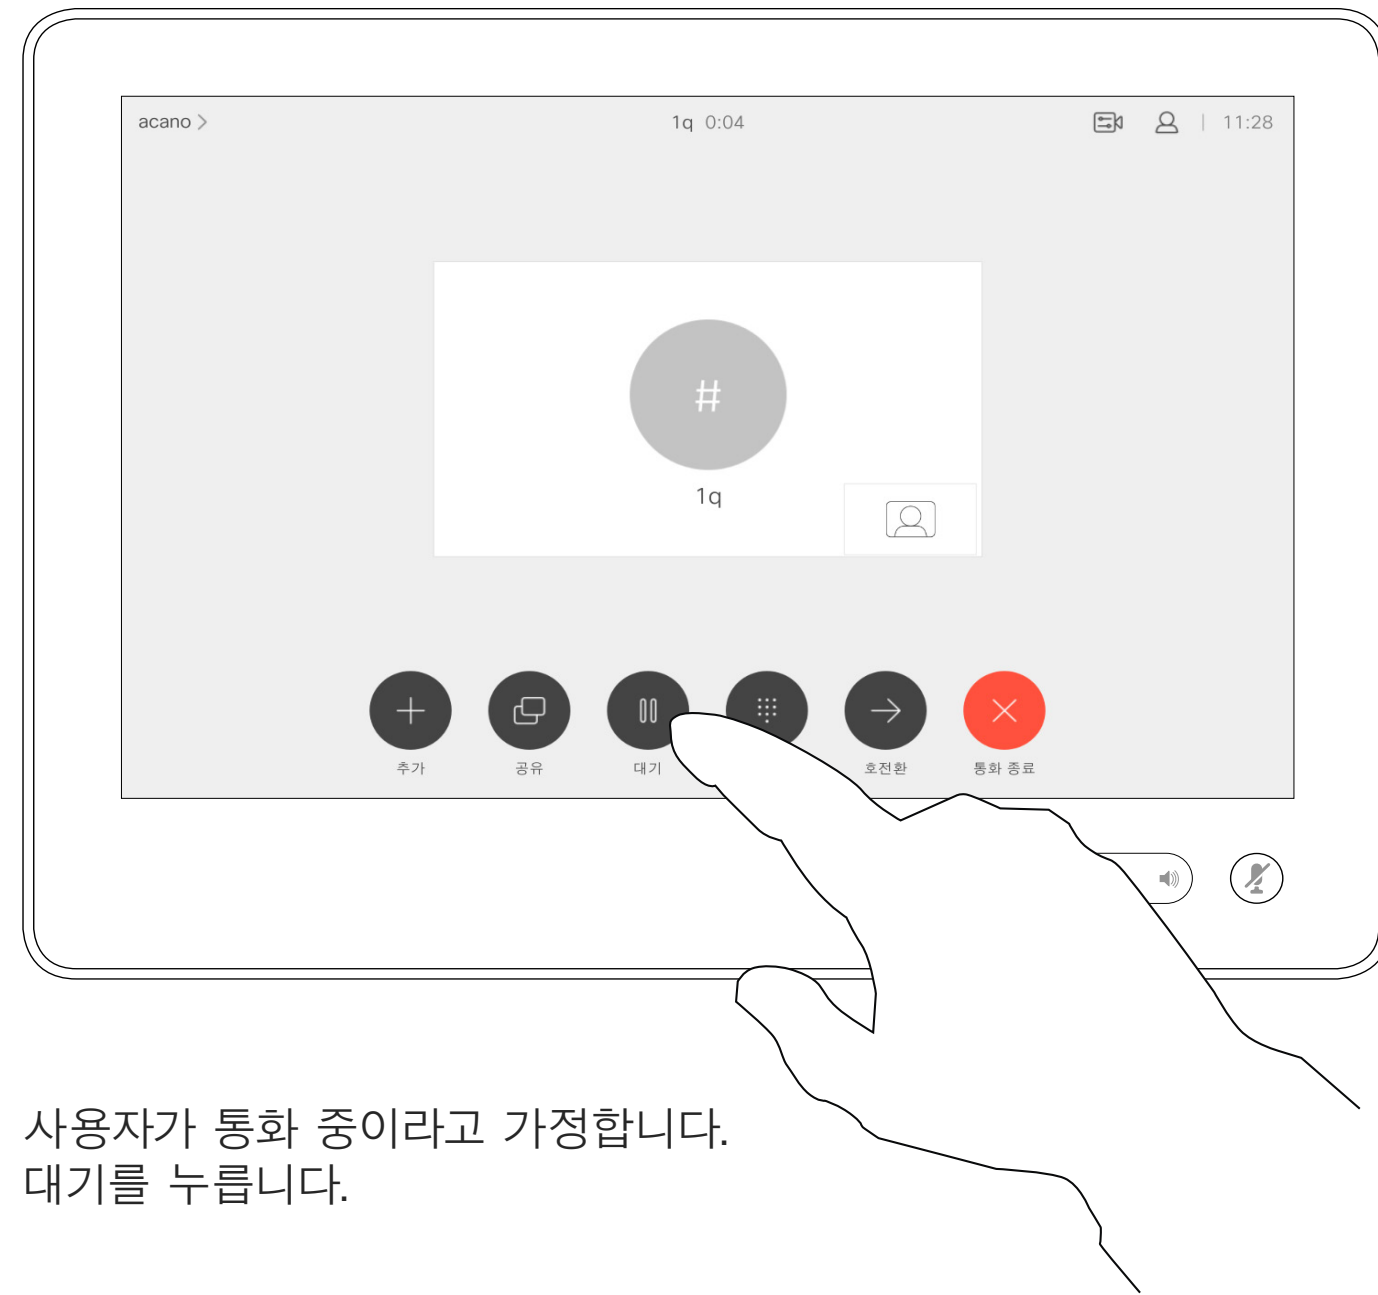 acano
1q 0:04
11:28
#
1q
추가
공유
대기
호전환
통화 종료
사용자가 통화 중이라고 가정합니다.
대기를 누릅니다.